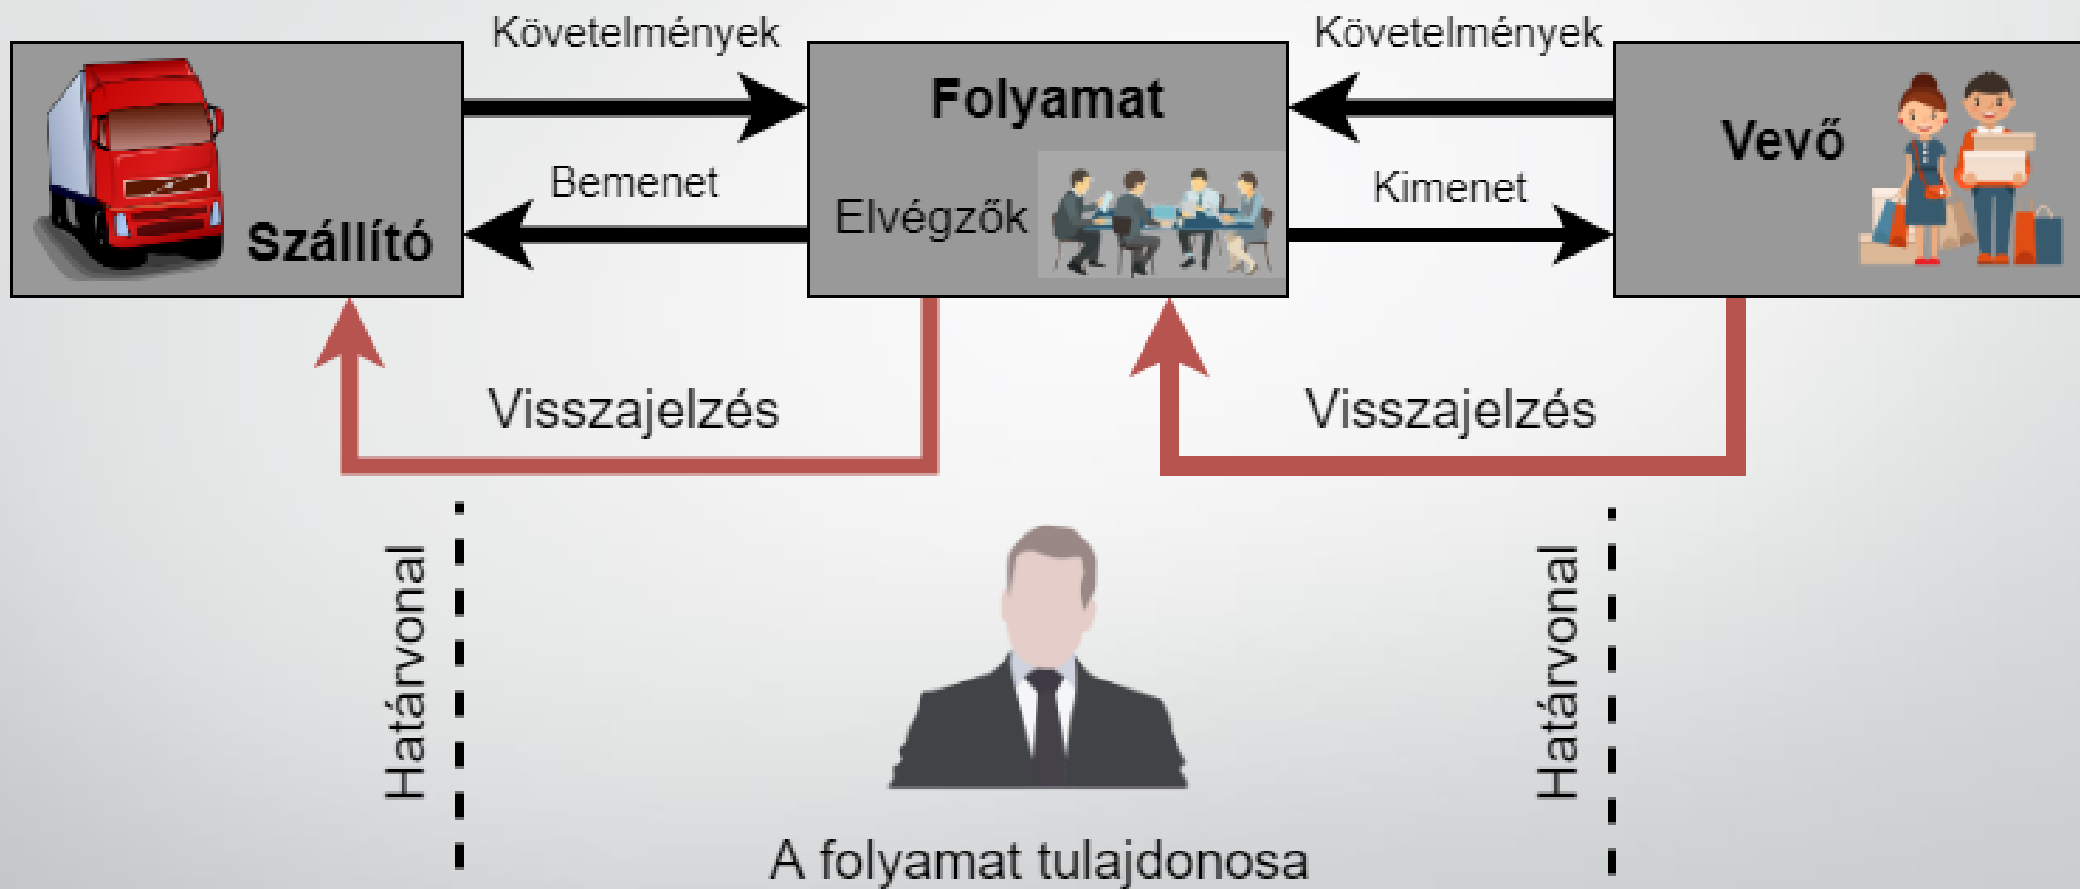 Követelmények
Követelmények
Folyamat
Vevő
Bemenet
Kimenet
Elvégzők
Szállító
Visszajelzés
Visszajelzés
Határvonal
Határvonal
A folyamat tulajdonosa